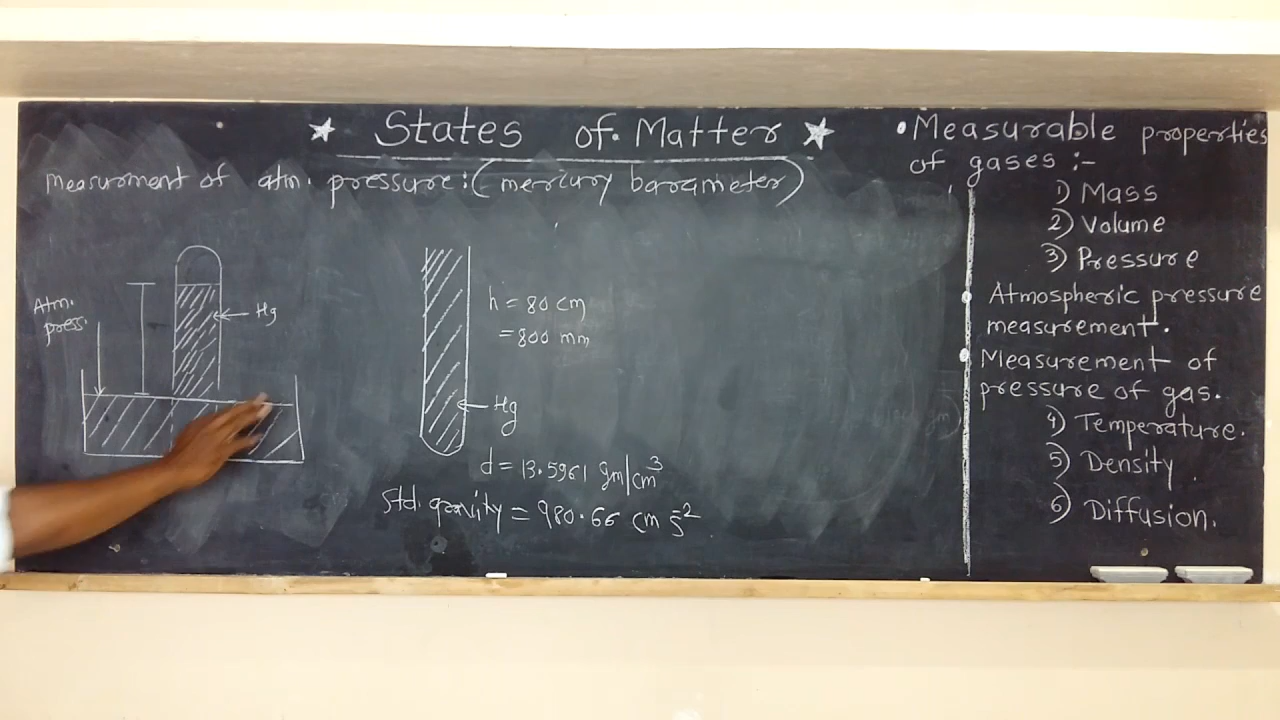 States of Matter
measurment of atm. pressure:(mercury barameter)
Atm.
press.
Hg
h = 80 cm
= 800 mm
Hg
d = 13.5961 gm/cm³
Std. gravity = 980.66 cm s⁻²
• Measurable properties
of gases :-
1) Mass
2) Volume
3) Pressure
• Atmospheric pressure
measurement.
• Measurement of
pressure of gas.
4) Temperature.
5) Density
6) Diffusion.